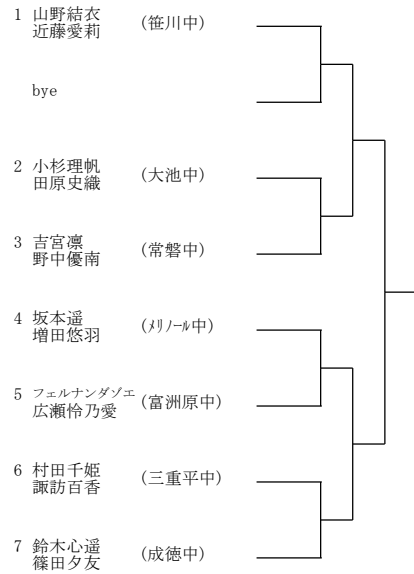 1 山野結衣
近藤愛莉 (笹川中)
bye
2 小杉理帆
田原史織 (大池中)
3 吉宮凛
野中優南 (常磐中)
4 坂本遥
増田悠羽 (ﾒﾘﾉｰﾙ中)
5 フェルナンダゾエ
広瀬怜乃愛 (富洲原中)
6 村田千姫
諏訪百香 (三重平中)
7 鈴木心遥
篠田夕友 (成徳中)